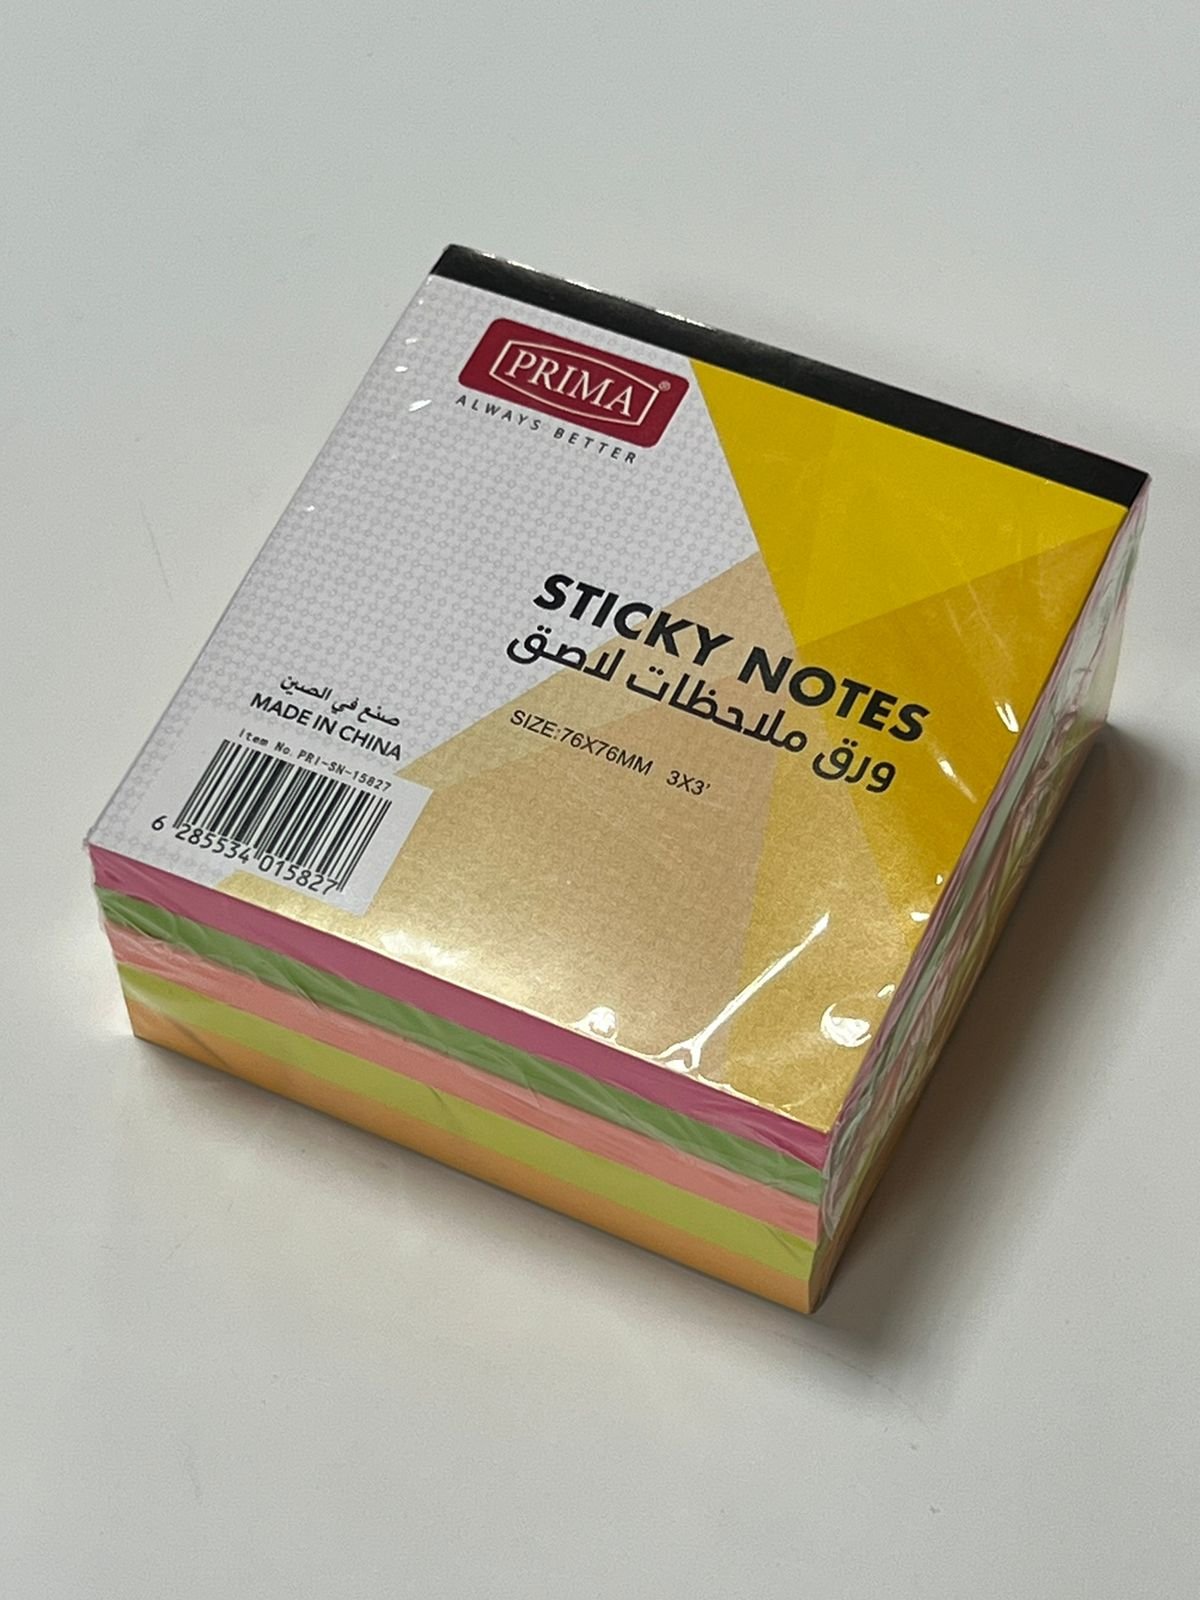 PRIMA®
ALWAYS BETTER
STICKY NOTES
ورق ملاحظات لاصق
SIZE:76X76MM 3X3'
صنع في الصين
MADE IN CHINA
Item No.PRI-SN-15827
6 285534 015827